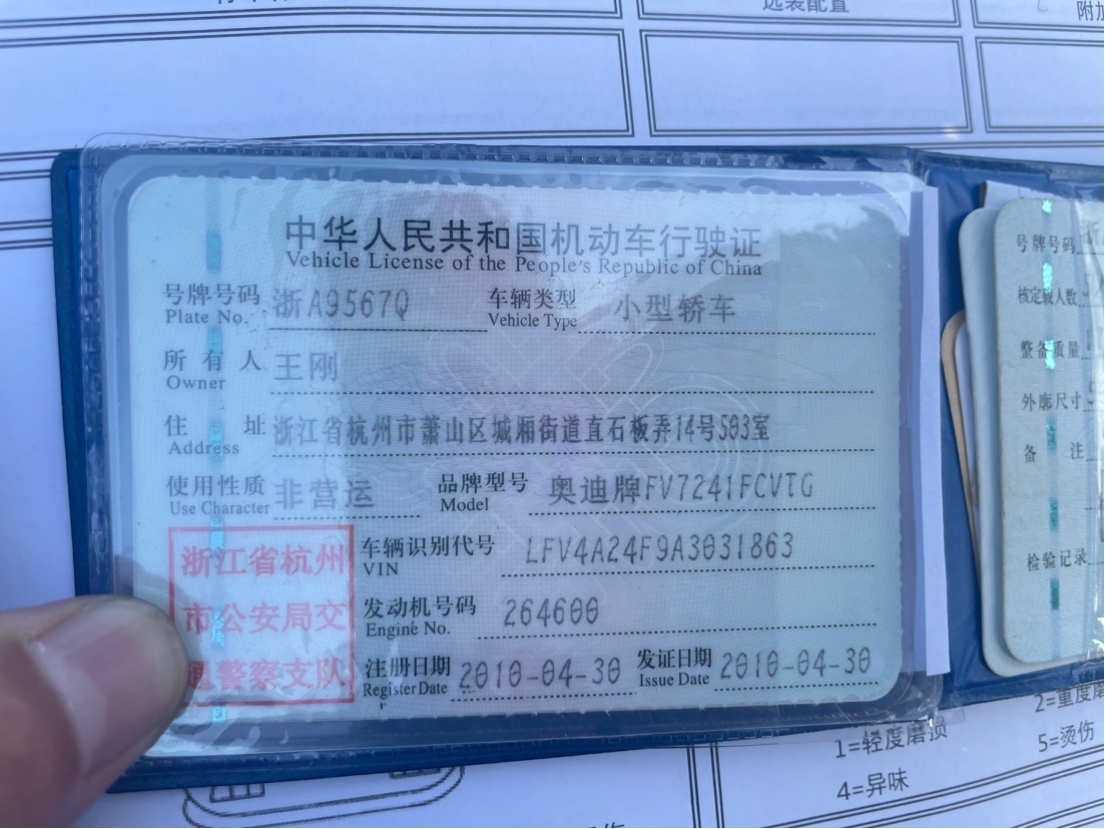 选装配置
附加
中华人民共和国机动车行驶证
Vehicle License of the People's Republic of China
号牌号码 浙A9567Q 车辆类型 小型轿车
Plate No. Vehicle Type
所有人 王刚
Owner
住址 浙江省杭州市萧山区城厢街道直石板弄14号503室
Address
使用性质 非营运 品牌型号 奥迪牌FV7241FCVTG
Use Character Model
浙江省杭州
市公安局交
通警察支队
车辆识别代号 LFV4A24F9A3031863
VIN
发动机号码 264600
Engine No.
注册日期 2010-04-30 发证日期 2010-04-30
Register Date Issue Date
号牌号码
核定载人数
整备质量
外廓尺寸
备注
检验记录
1=轻度磨损
2=重度磨
4=异味
5=烫伤